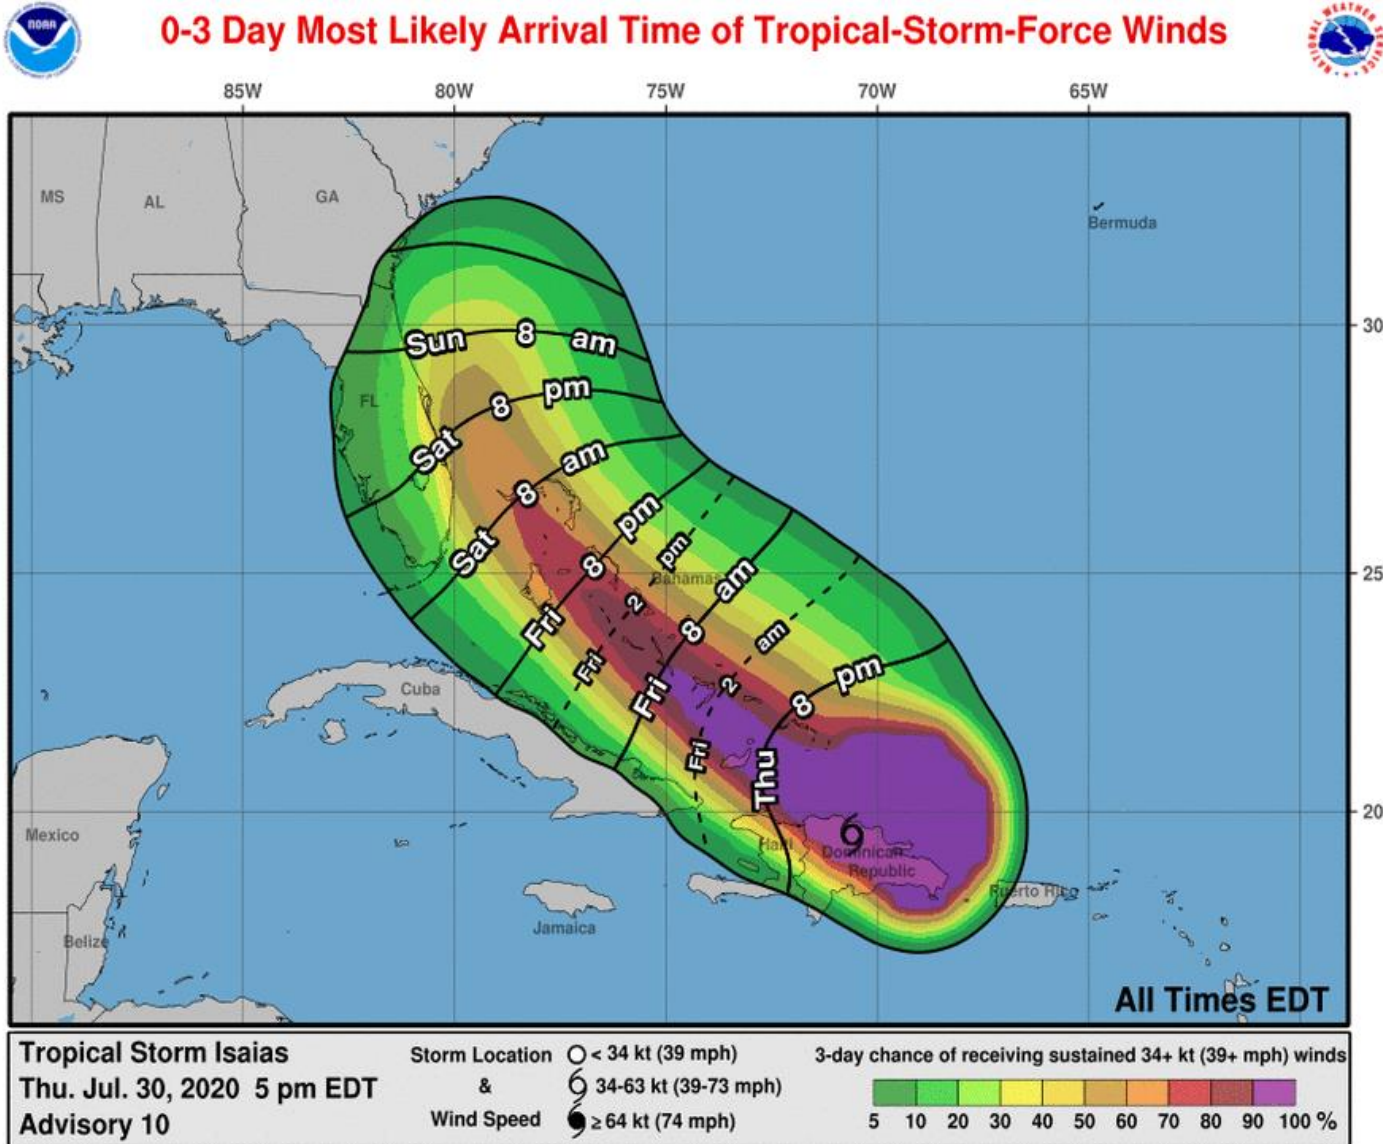 NOAA
0-3 Day Most Likely Arrival Time of Tropical-Storm-Force Winds
NATIONAL WEATHER SERVICE
85W 80W 75W 70W 65W
MS
AL
GA
Bermuda
30
Sun 8 am
FL
8 pm
Sat
am
8
Sat
pm
8
Fri
pm
Bahamas
2
Fri
25
am
8
Fri
am
2
Fri
pm
8
Thu
Cuba
20
Mexico
Haiti
Dominican
Republic
Puerto Rico
Jamaica
Belize
All Times EDT
Tropical Storm Isaias
Thu. Jul. 30, 2020 5 pm EDT
Advisory 10
Storm Location
&
Wind Speed
< 34 kt (39 mph)
34-63 kt (39-73 mph)
≥ 64 kt (74 mph)
3-day chance of receiving sustained 34+ kt (39+ mph) winds
5 10 20 30 40 50 60 70 80 90 100 %